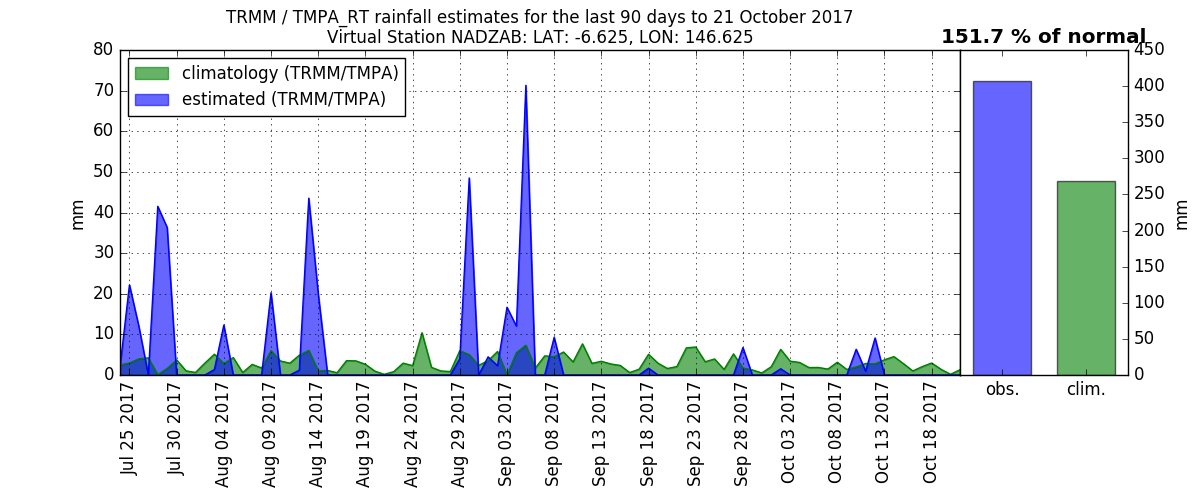 TRMM / TMPA_RT rainfall estimates for the last 90 days to 21 October 2017
Virtual Station NADZAB: LAT: -6.625, LON: 146.625
151.7 % of normal
climatology (TRMM/TMPA)
estimated (TRMM/TMPA)
80
70
60
50
40
30
20
10
0
mm
Jul 25 2017
Jul 30 2017
Aug 04 2017
Aug 09 2017
Aug 14 2017
Aug 19 2017
Aug 24 2017
Aug 29 2017
Sep 03 2017
Sep 08 2017
Sep 13 2017
Sep 18 2017
Sep 23 2017
Sep 28 2017
Oct 03 2017
Oct 08 2017
Oct 13 2017
Oct 18 2017
450
400
350
300
250
200
150
100
50
0
mm
obs.
clim.